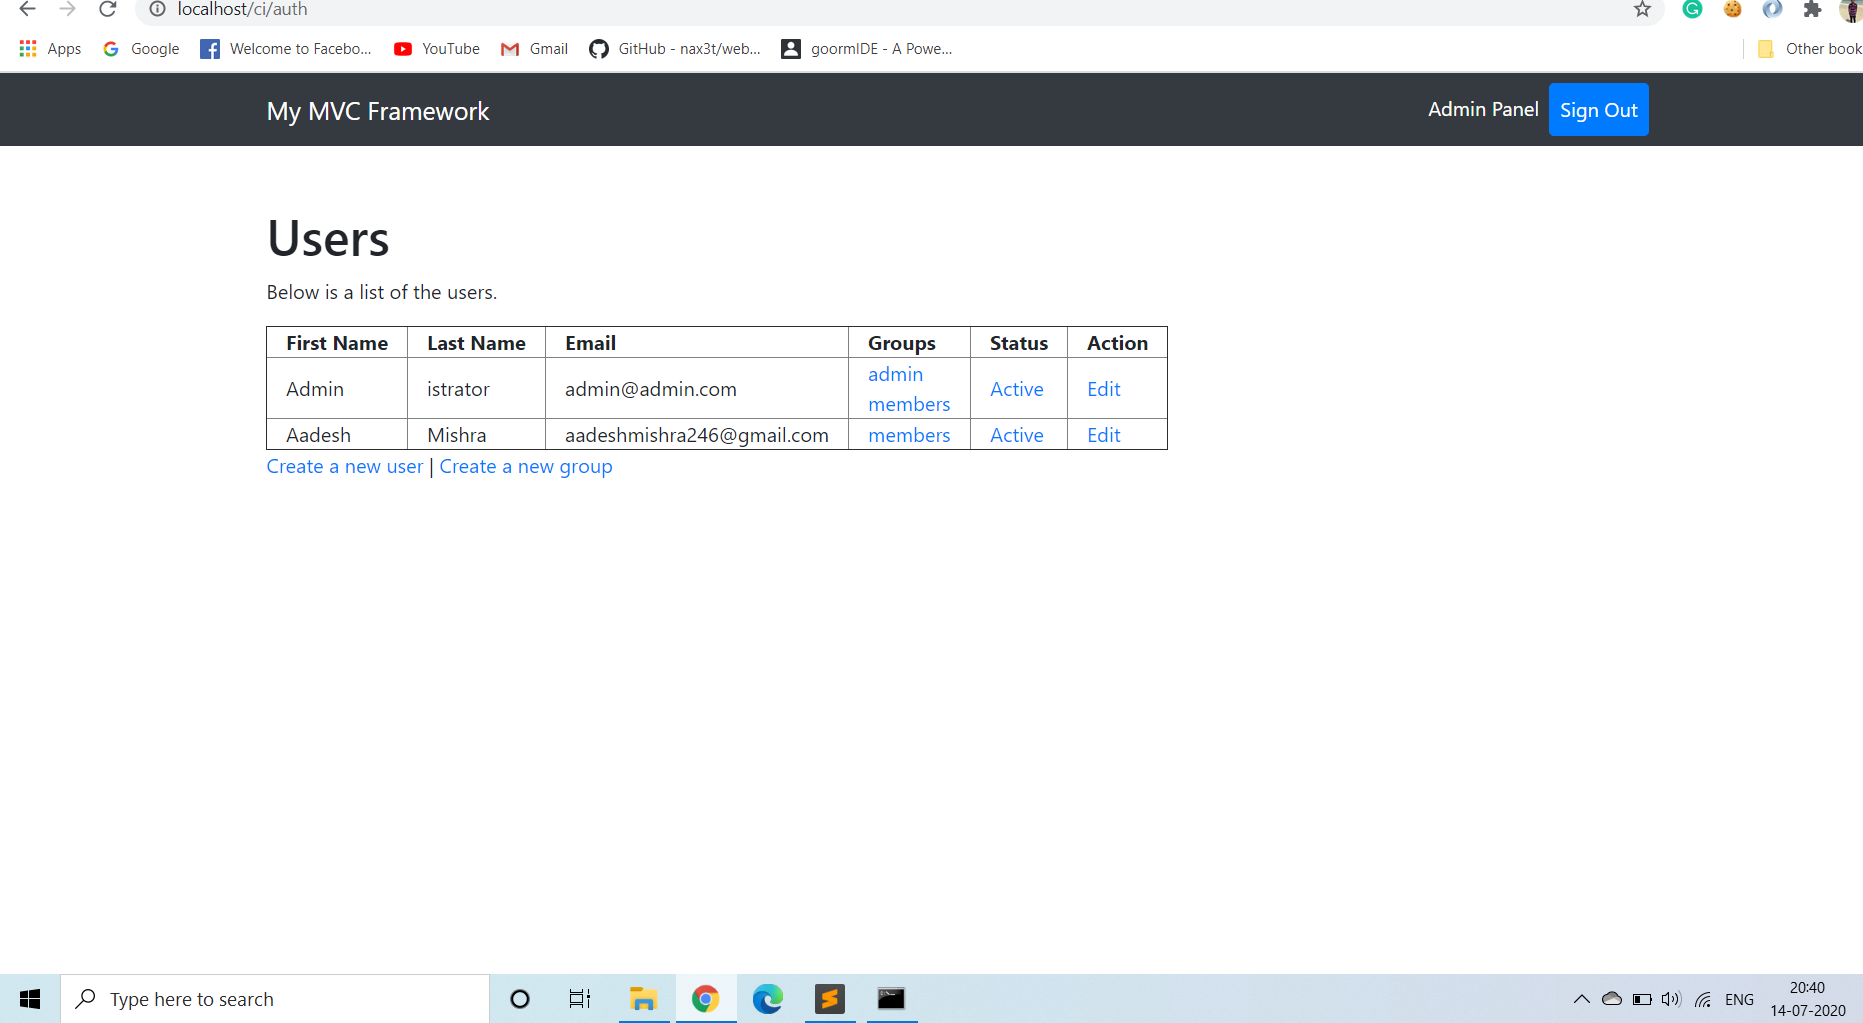 localhost/ci/auth
Apps Google Welcome to Facebo... YouTube Gmail GitHub - nax3t/web... goormIDE - A Powe... Other book
My MVC Framework Admin Panel Sign Out
Users
Below is a list of the users.
First Name Last Name Email Groups Status Action
Admin istrator admin@admin.com admin members Active Edit
Aadesh Mishra aadeshmishra246@gmail.com members Active Edit
Create a new user | Create a new group
Type here to search ENG 20:40
14-07-2020